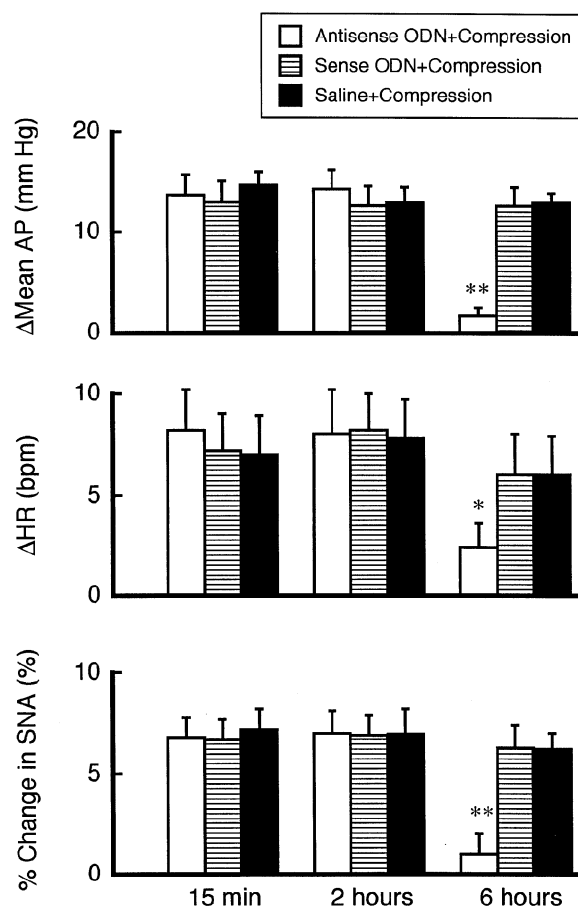 Antisense ODN+Compression
Sense ODN+Compression
Saline+Compression
ΔMean AP (mm Hg)
20
10
0
**
ΔHR (bpm)
10
5
0
*
% Change in SNA (%)
10
5
0
**
15 min 2 hours 6 hours